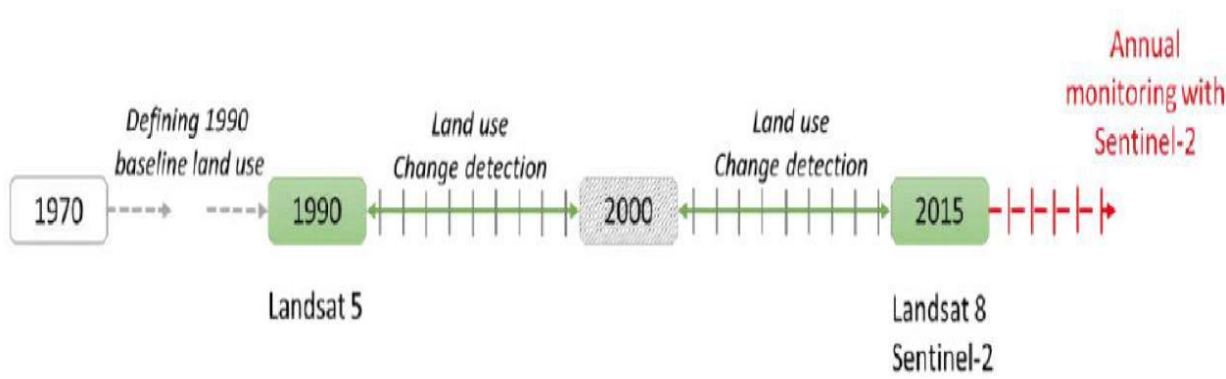 Annual
monitoring with
Sentinel-2
Defining 1990
baseline land use
Land use
Change detection
Land use
Change detection
1970
1990
2000
2015
Landsat 5
Landsat 8
Sentinel-2